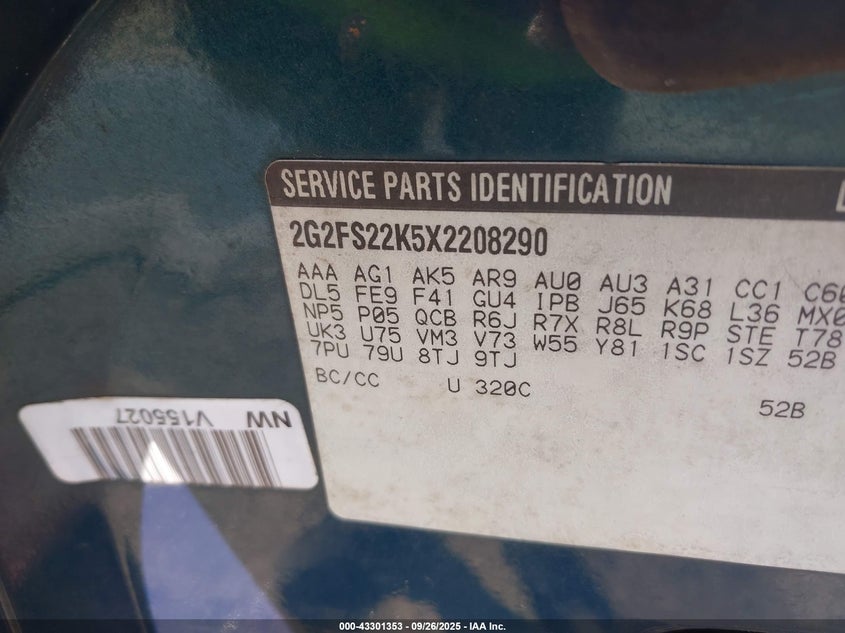 SERVICE PARTS IDENTIFICATION
2G2FS22K5X2208290
AAA AG1 AK5 AR9 AU0 AU3 A31 CC1 C60
DL5 FE9 F41 GU4 IPB J65 K68 L36 MX0
NP5 P05 QCB R6J R7X R8L R9P STE T78
UK3 U75 VM3 V73 W55 Y81 1SC 1SZ 52B
7PU 79U 8TJ 9TJ
BC/CC U 320C
52B
NW V155027
000-43301353 - 09/26/2025 - IAA Inc.